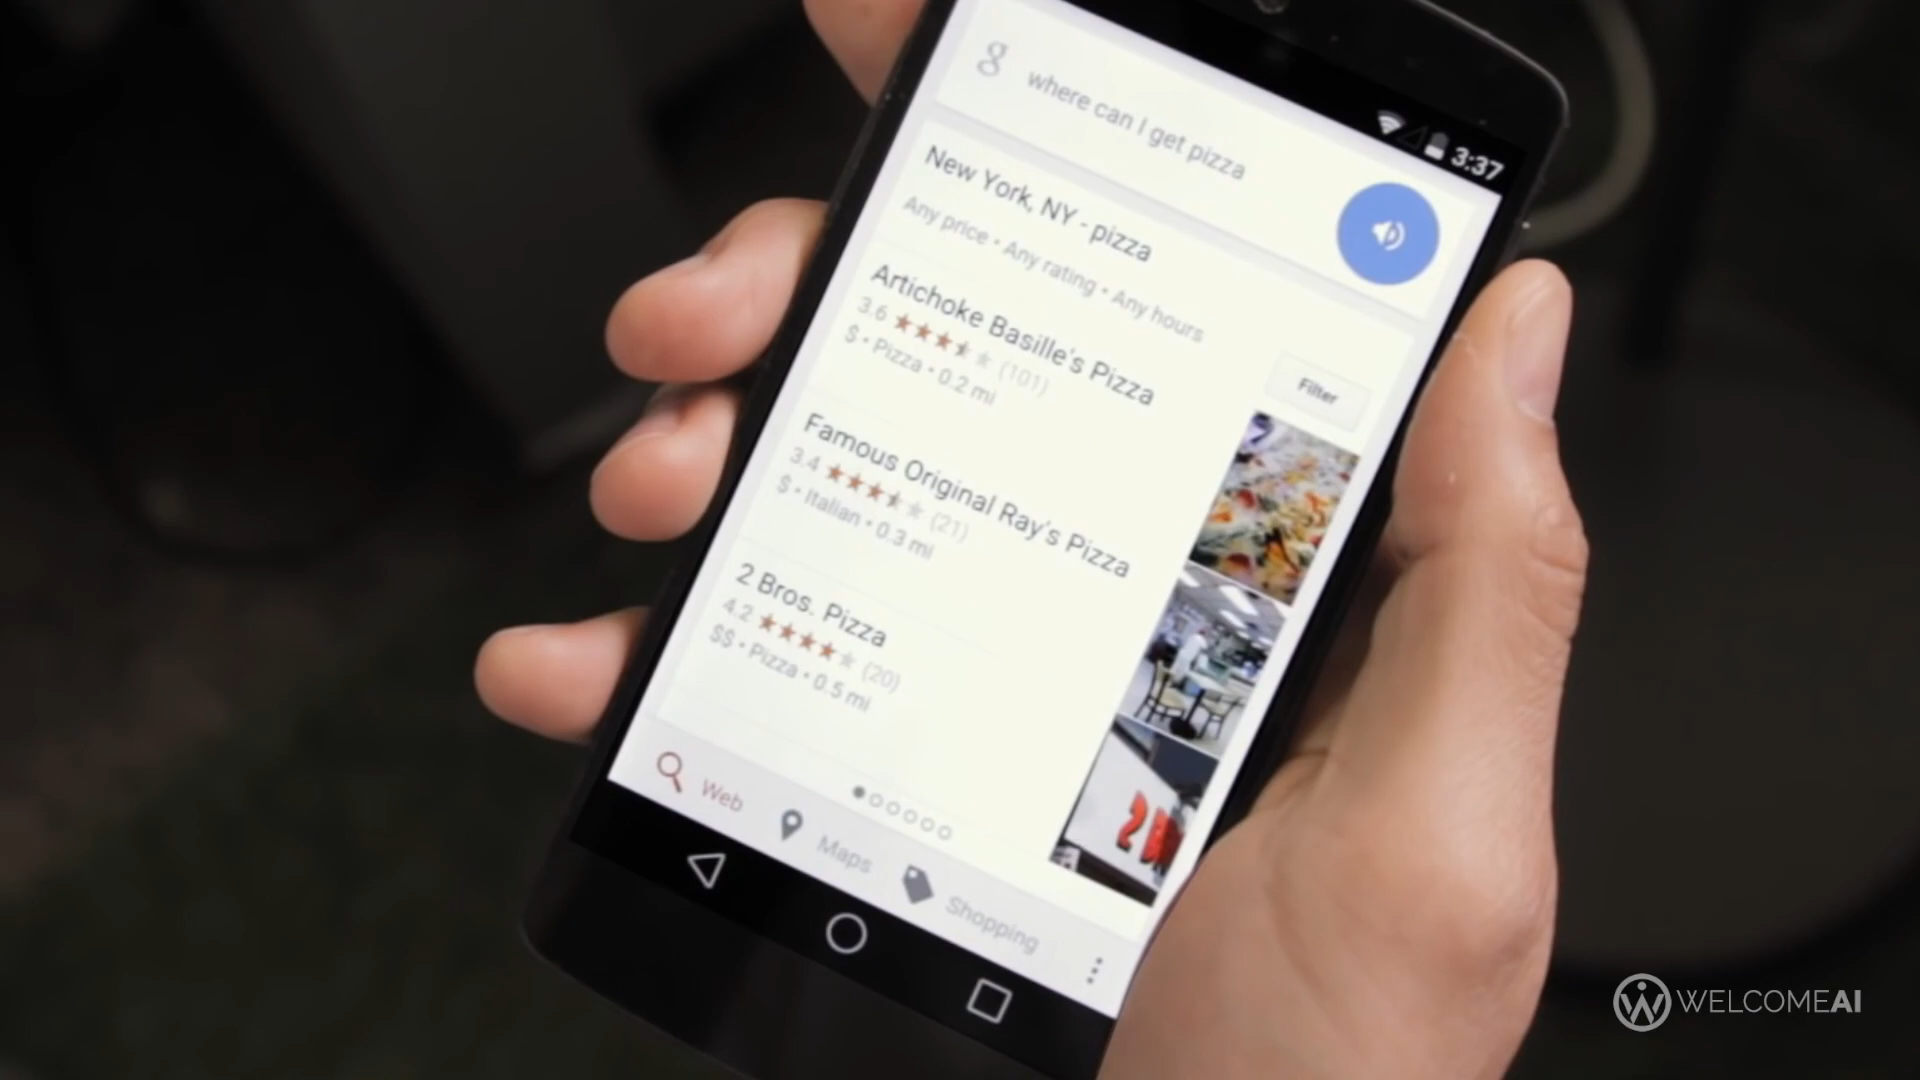 3:37
g
where can I get pizza
New York, NY - pizza
Any price • Any rating • Any hours
Filter
Artichoke Basille's Pizza
3.6 ★★★★★ (101)
$ • Pizza • 0.2 mi
Famous Original Ray's Pizza
3.4 ★★★★★ (21)
$ • Italian • 0.3 mi
2 Bros. Pizza
4.2 ★★★★★ (20)
$$ • Pizza • 0.5 mi
2
Web
Maps
Shopping
WELCOMEAI